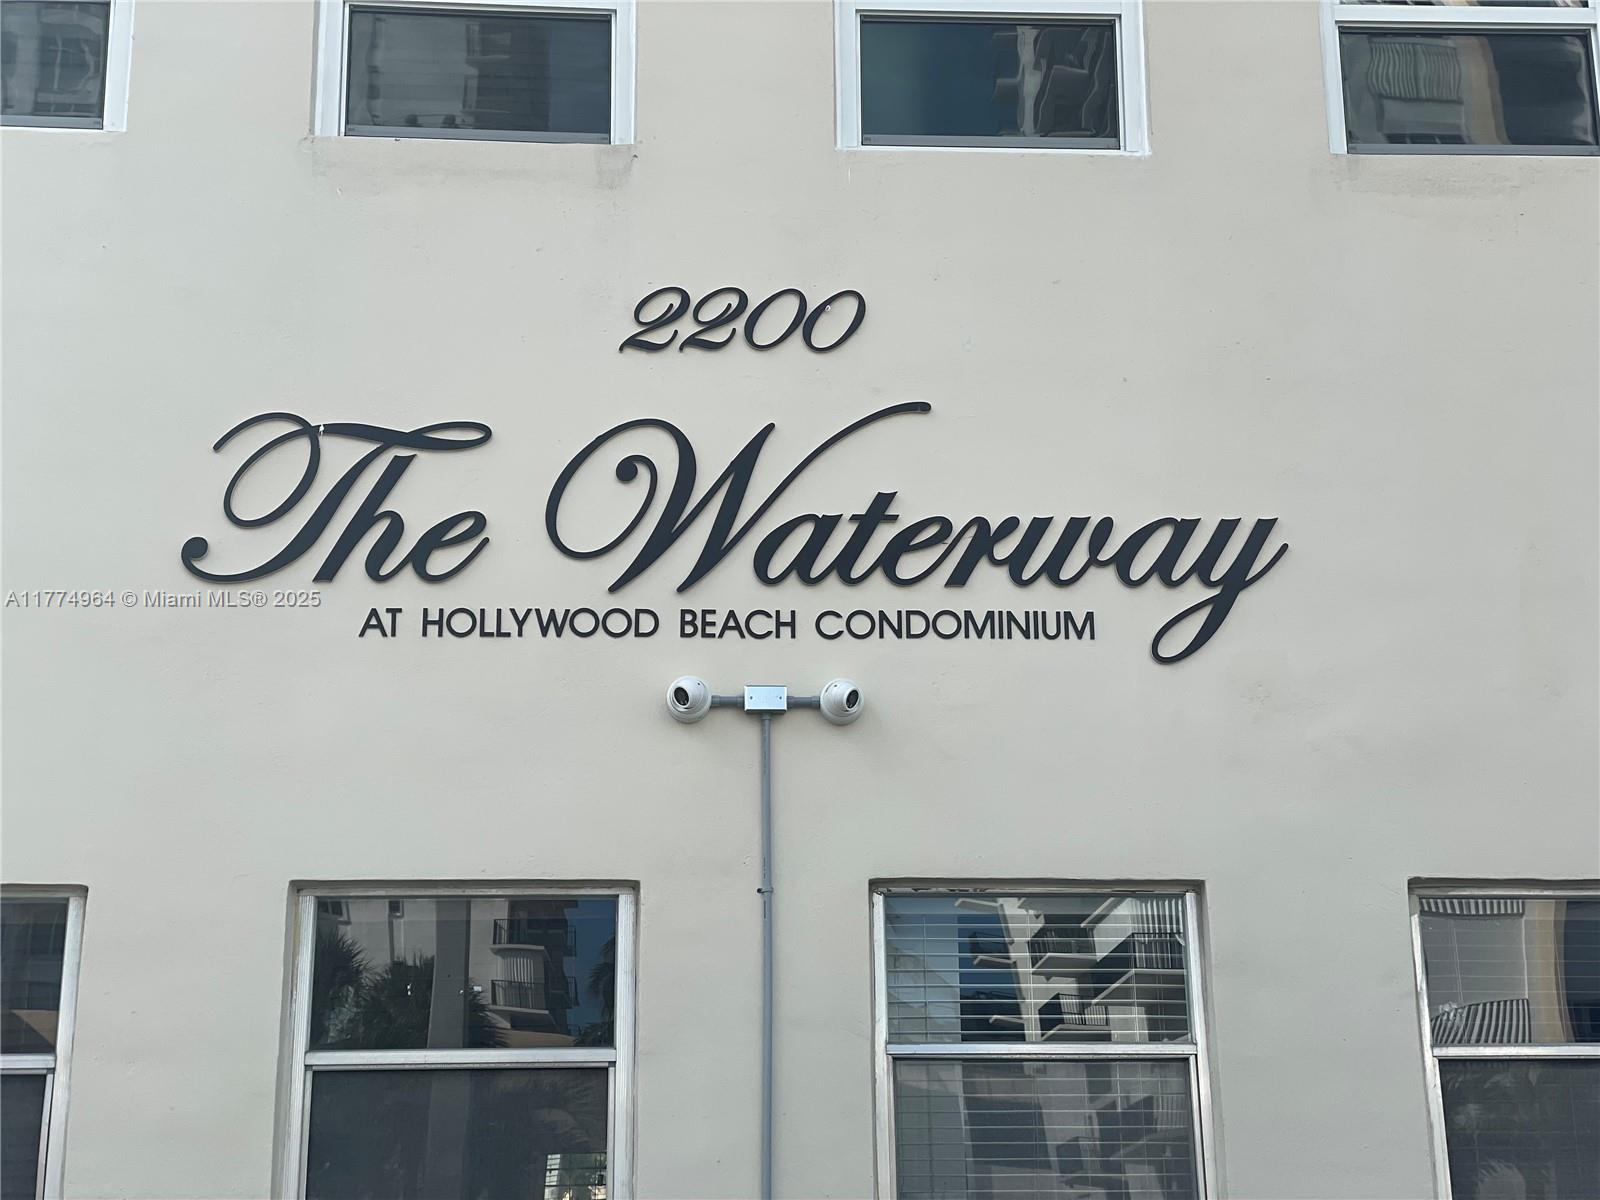 2200
The Waterway
A11774964 © Miami MLS® 2025
AT HOLLYWOOD BEACH CONDOMINIUM